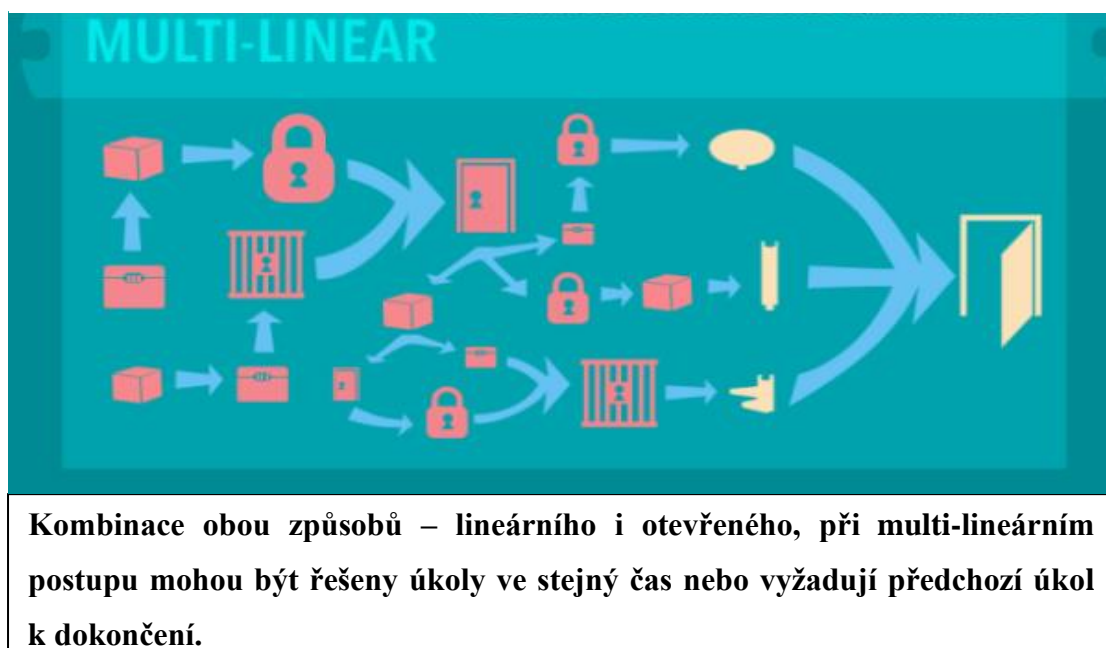 MULTI-LINEAR
Kombinace obou způsobů – lineárního i otevřeného, při multi-lineárním
postupu mohou být řešeny úkoly ve stejný čas nebo vyžadují předchozí úkol
k dokončení.